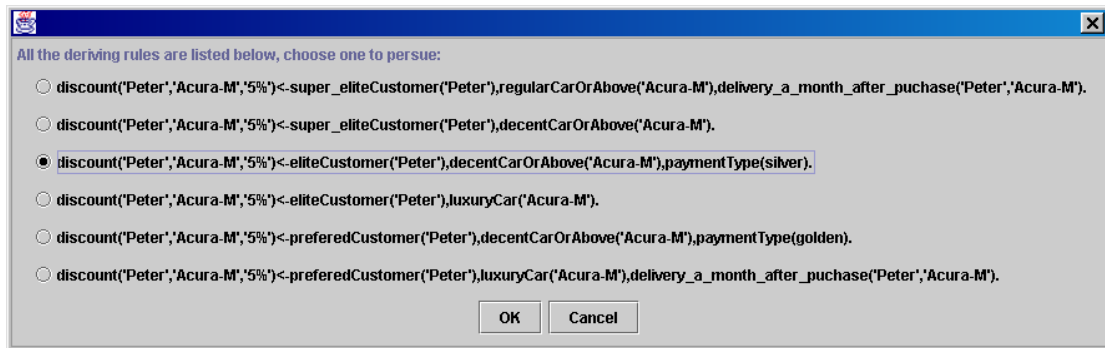 All the deriving rules are listed below, choose one to persue:
discount('Peter','Acura-M','5%')<-super_eliteCustomer('Peter'),regularCarOrAbove('Acura-M'),delivery_a_month_after_puchase('Peter','Acura-M').
discount('Peter','Acura-M','5%')<-super_eliteCustomer('Peter'),decentCarOrAbove('Acura-M').
discount('Peter','Acura-M','5%')<-eliteCustomer('Peter'),decentCarOrAbove('Acura-M'),paymentType(silver).
discount('Peter','Acura-M','5%')<-eliteCustomer('Peter'),luxuryCar('Acura-M').
discount('Peter','Acura-M','5%')<-preferedCustomer('Peter'),decentCarOrAbove('Acura-M'),paymentType(golden).
discount('Peter','Acura-M','5%')<-preferedCustomer('Peter'),luxuryCar('Acura-M'),delivery_a_month_after_puchase('Peter','Acura-M').
OK Cancel